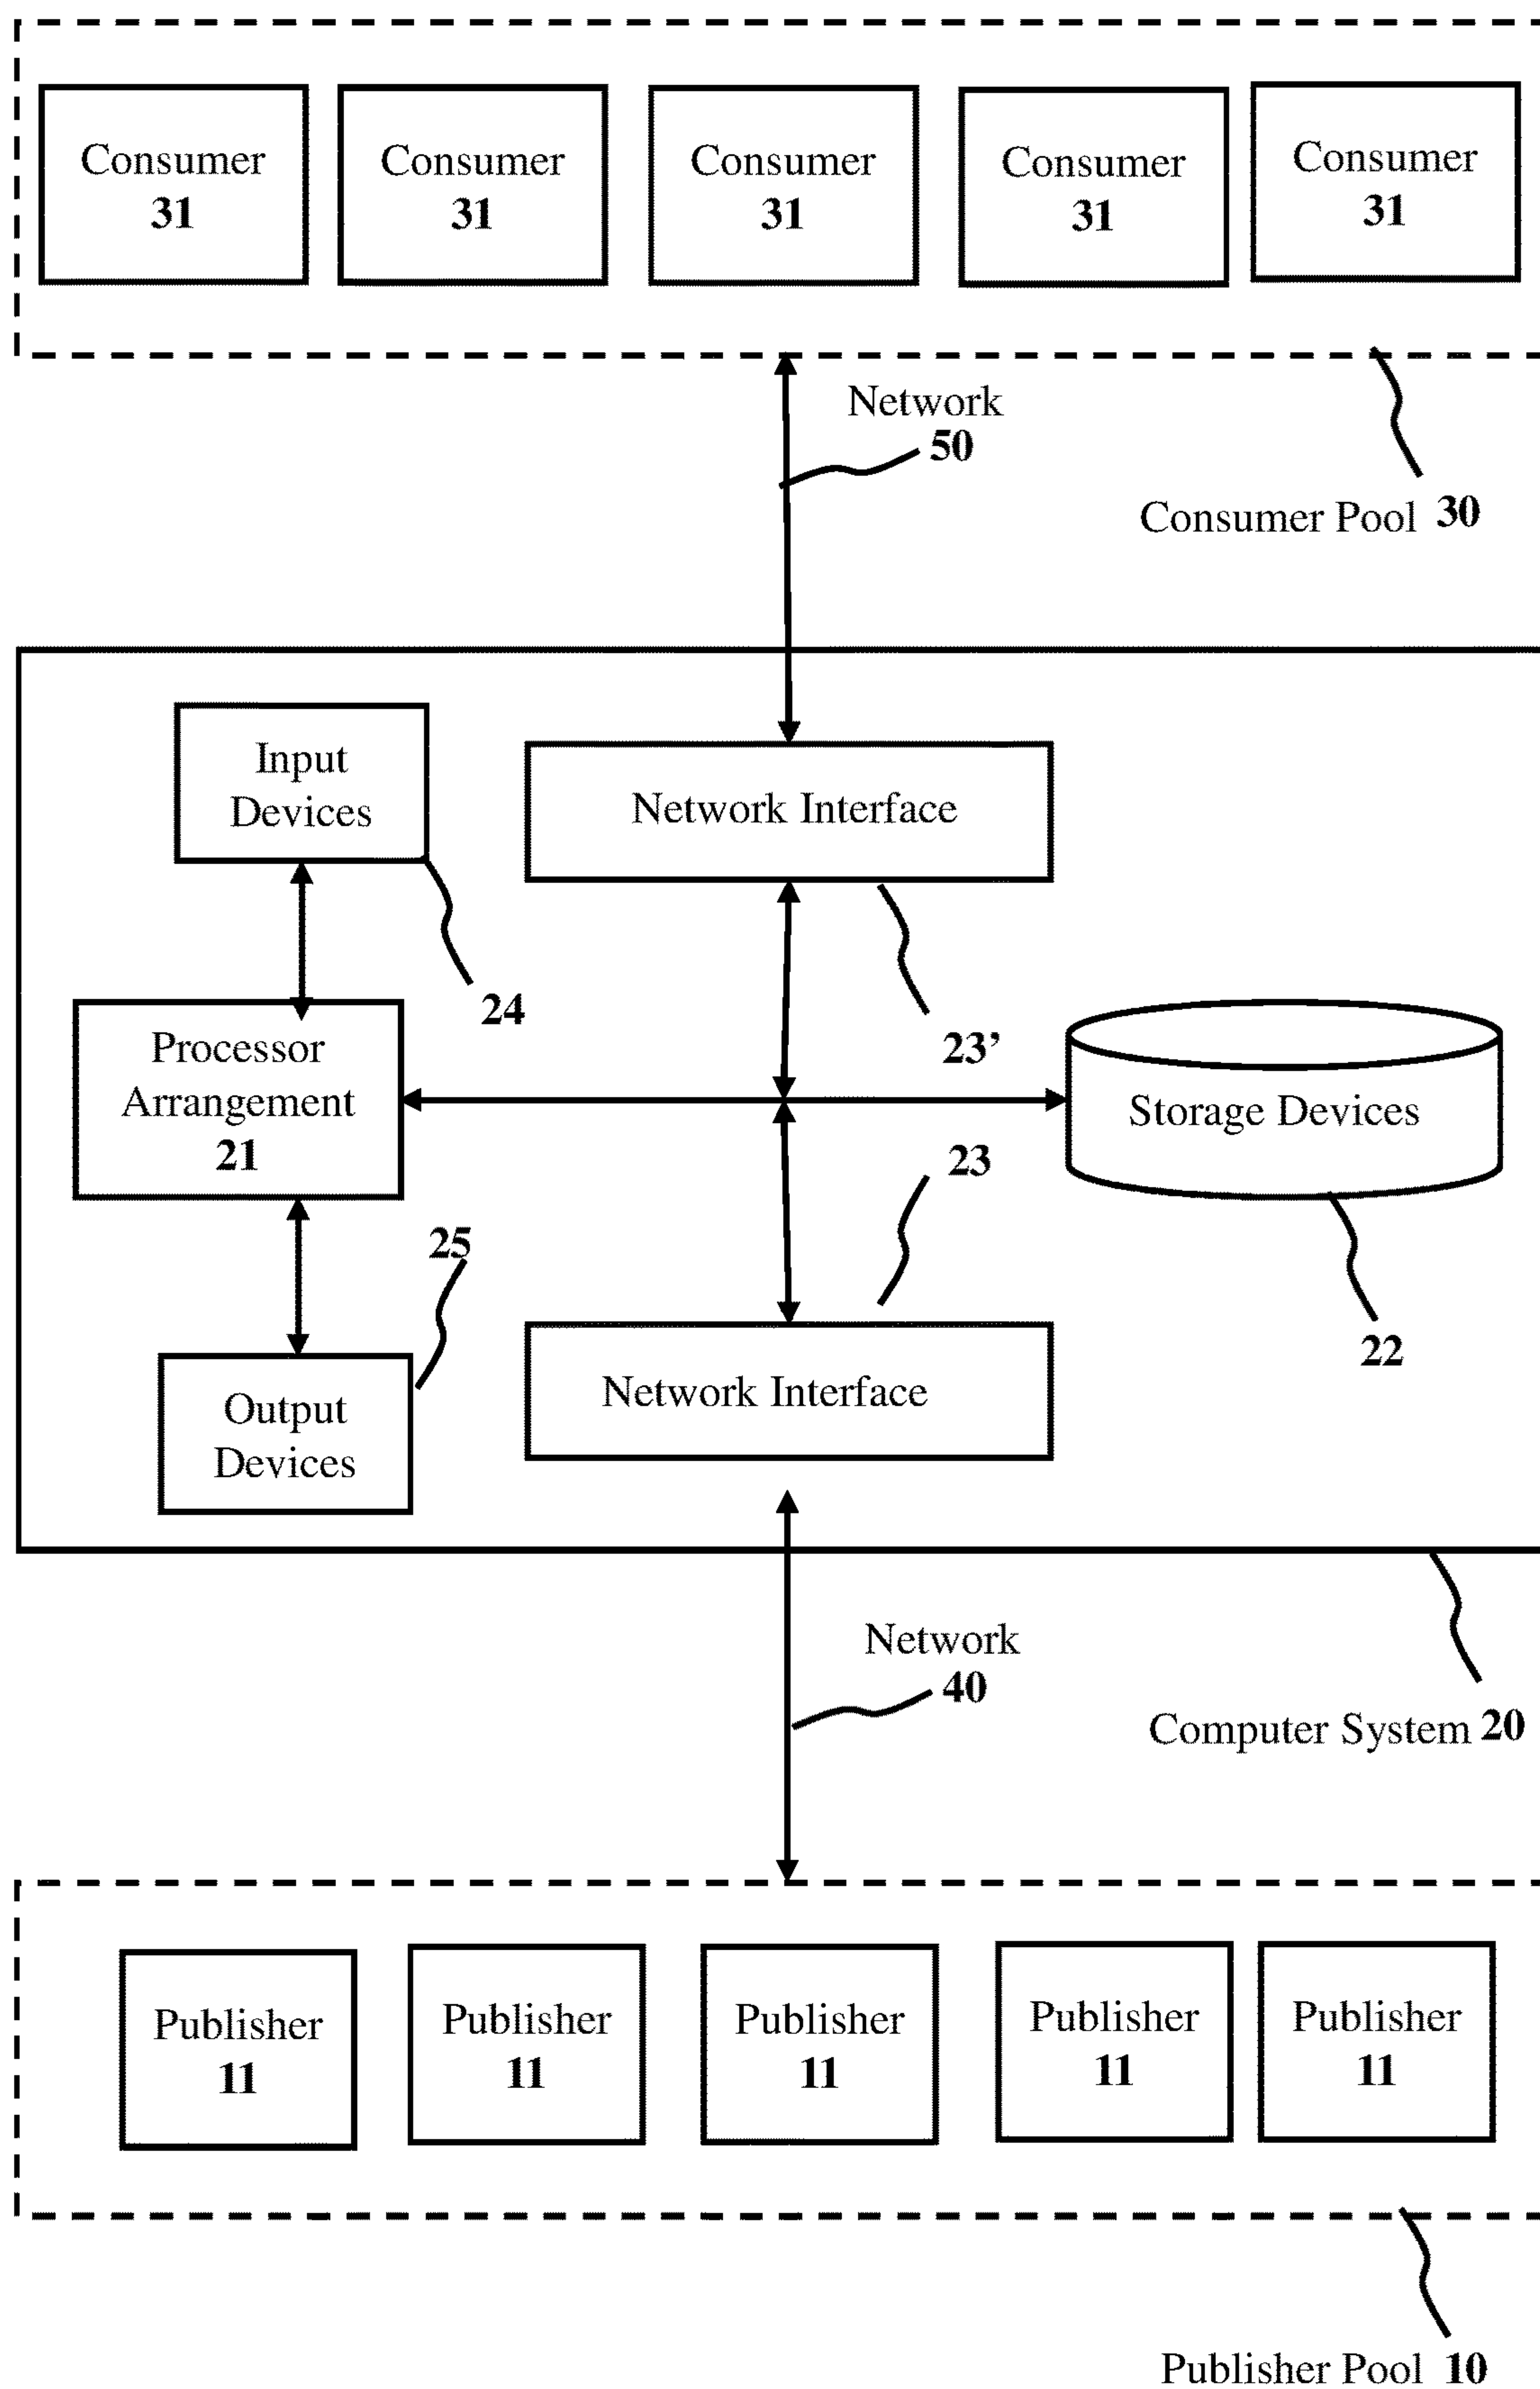 Consumer
31
Consumer
31
Consumer
31
Consumer
31
Consumer
31
Network
50
Consumer Pool 30
Input
Devices
24
Network Interface
23’
Processor
Arrangement
21
Storage Devices
22
23
25
Output
Devices
Network Interface
Network
40
Computer System 20
Publisher
11
Publisher
11
Publisher
11
Publisher
11
Publisher
11
Publisher Pool 10